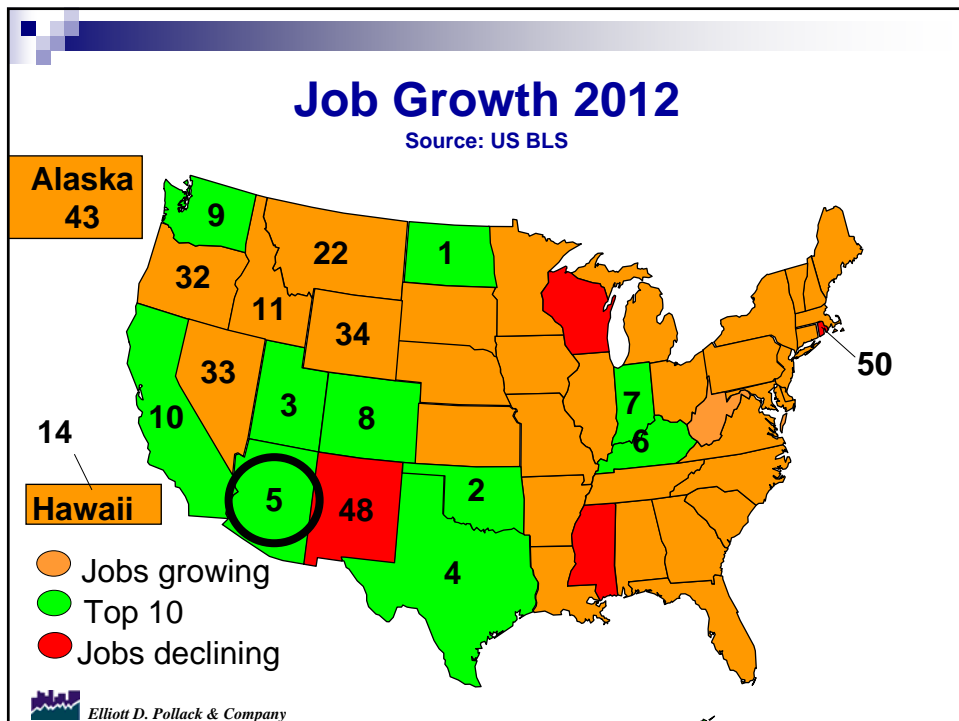 Job Growth 2012
Source: US BLS
Alaska
43
9
22
1
32
11
34
33
3
8
10
7
6
50
14
Hawaii
5
48
2
4
Jobs growing
Top 10
Jobs declining
Elliott D. Pollack & Company